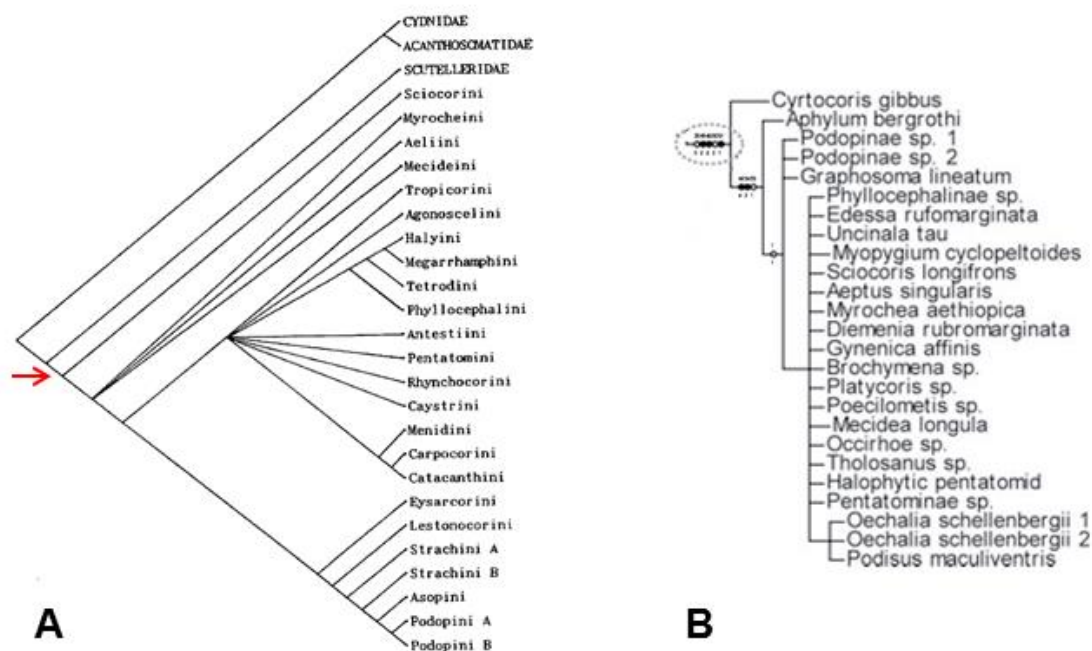 CYDNIDAE
ACANTHOSCMATIDAE
SCUTELLERIDAE
Sciocorini
Myrocheini
Aeliini
Mecideini
Tropicorini
Agonoscelini
Halyini
Megarrhamphini
Tetrodini
Phyllocephalini
Antestiini
Pentatomini
Rhynchocorini
Caystrini
Menidini
Carpocorini
Catacanthini
Eysarcorini
Lestonocorini
Strachini A
Strachini B
Asopini
Podopini A
Podopini B
A
Cyrtocoris gibbus
Aphylum bergrothi
Podopinae sp. 1
Podopinae sp. 2
Graphosoma lineatum
Phyllocephalinae sp.
Edessa rufomarginata
Uncinala tau
Myopygium cyclopeltoides
Sciocoris longifrons
Aeptus singularis
Myrochea aethiopica
Diemenia rubromarginata
Gynenica affinis
Brochymena sp.
Platycoris sp.
Poecilometis sp.
Mecidea longula
Occirhoe sp.
Tholosanus sp.
Halophytic pentatomid
Pentatominae sp.
Oechalia schellenbergii 1
Oechalia schellenbergii 2
Podisus maculiventris
B